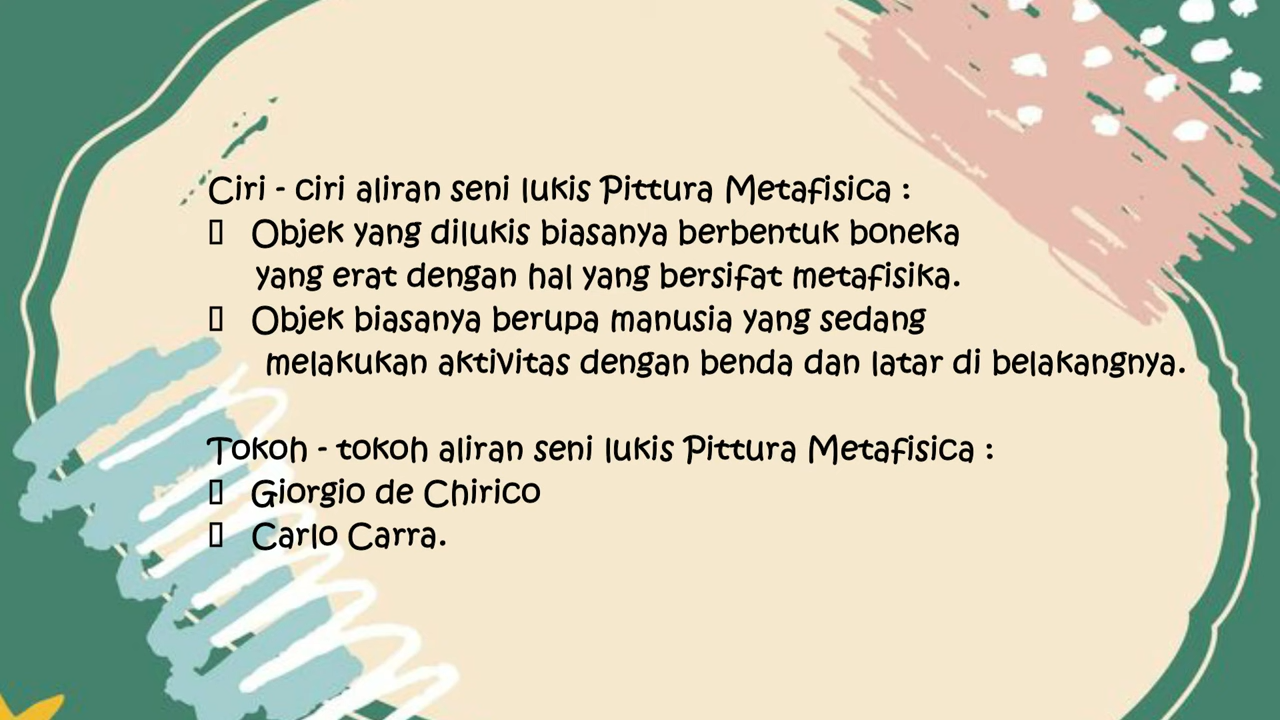 Ciri - ciri aliran seni lukis Pittura Metafisica :
▯ Objek yang dilukis biasanya berbentuk boneka
yang erat dengan hal yang bersifat metafisika.
▯ Objek biasanya berupa manusia yang sedang
melakukan aktivitas dengan benda dan latar di belakangnya.
Tokoh - tokoh aliran seni lukis Pittura Metafisica :
▯ Giorgio de Chirico
▯ Carlo Carra.